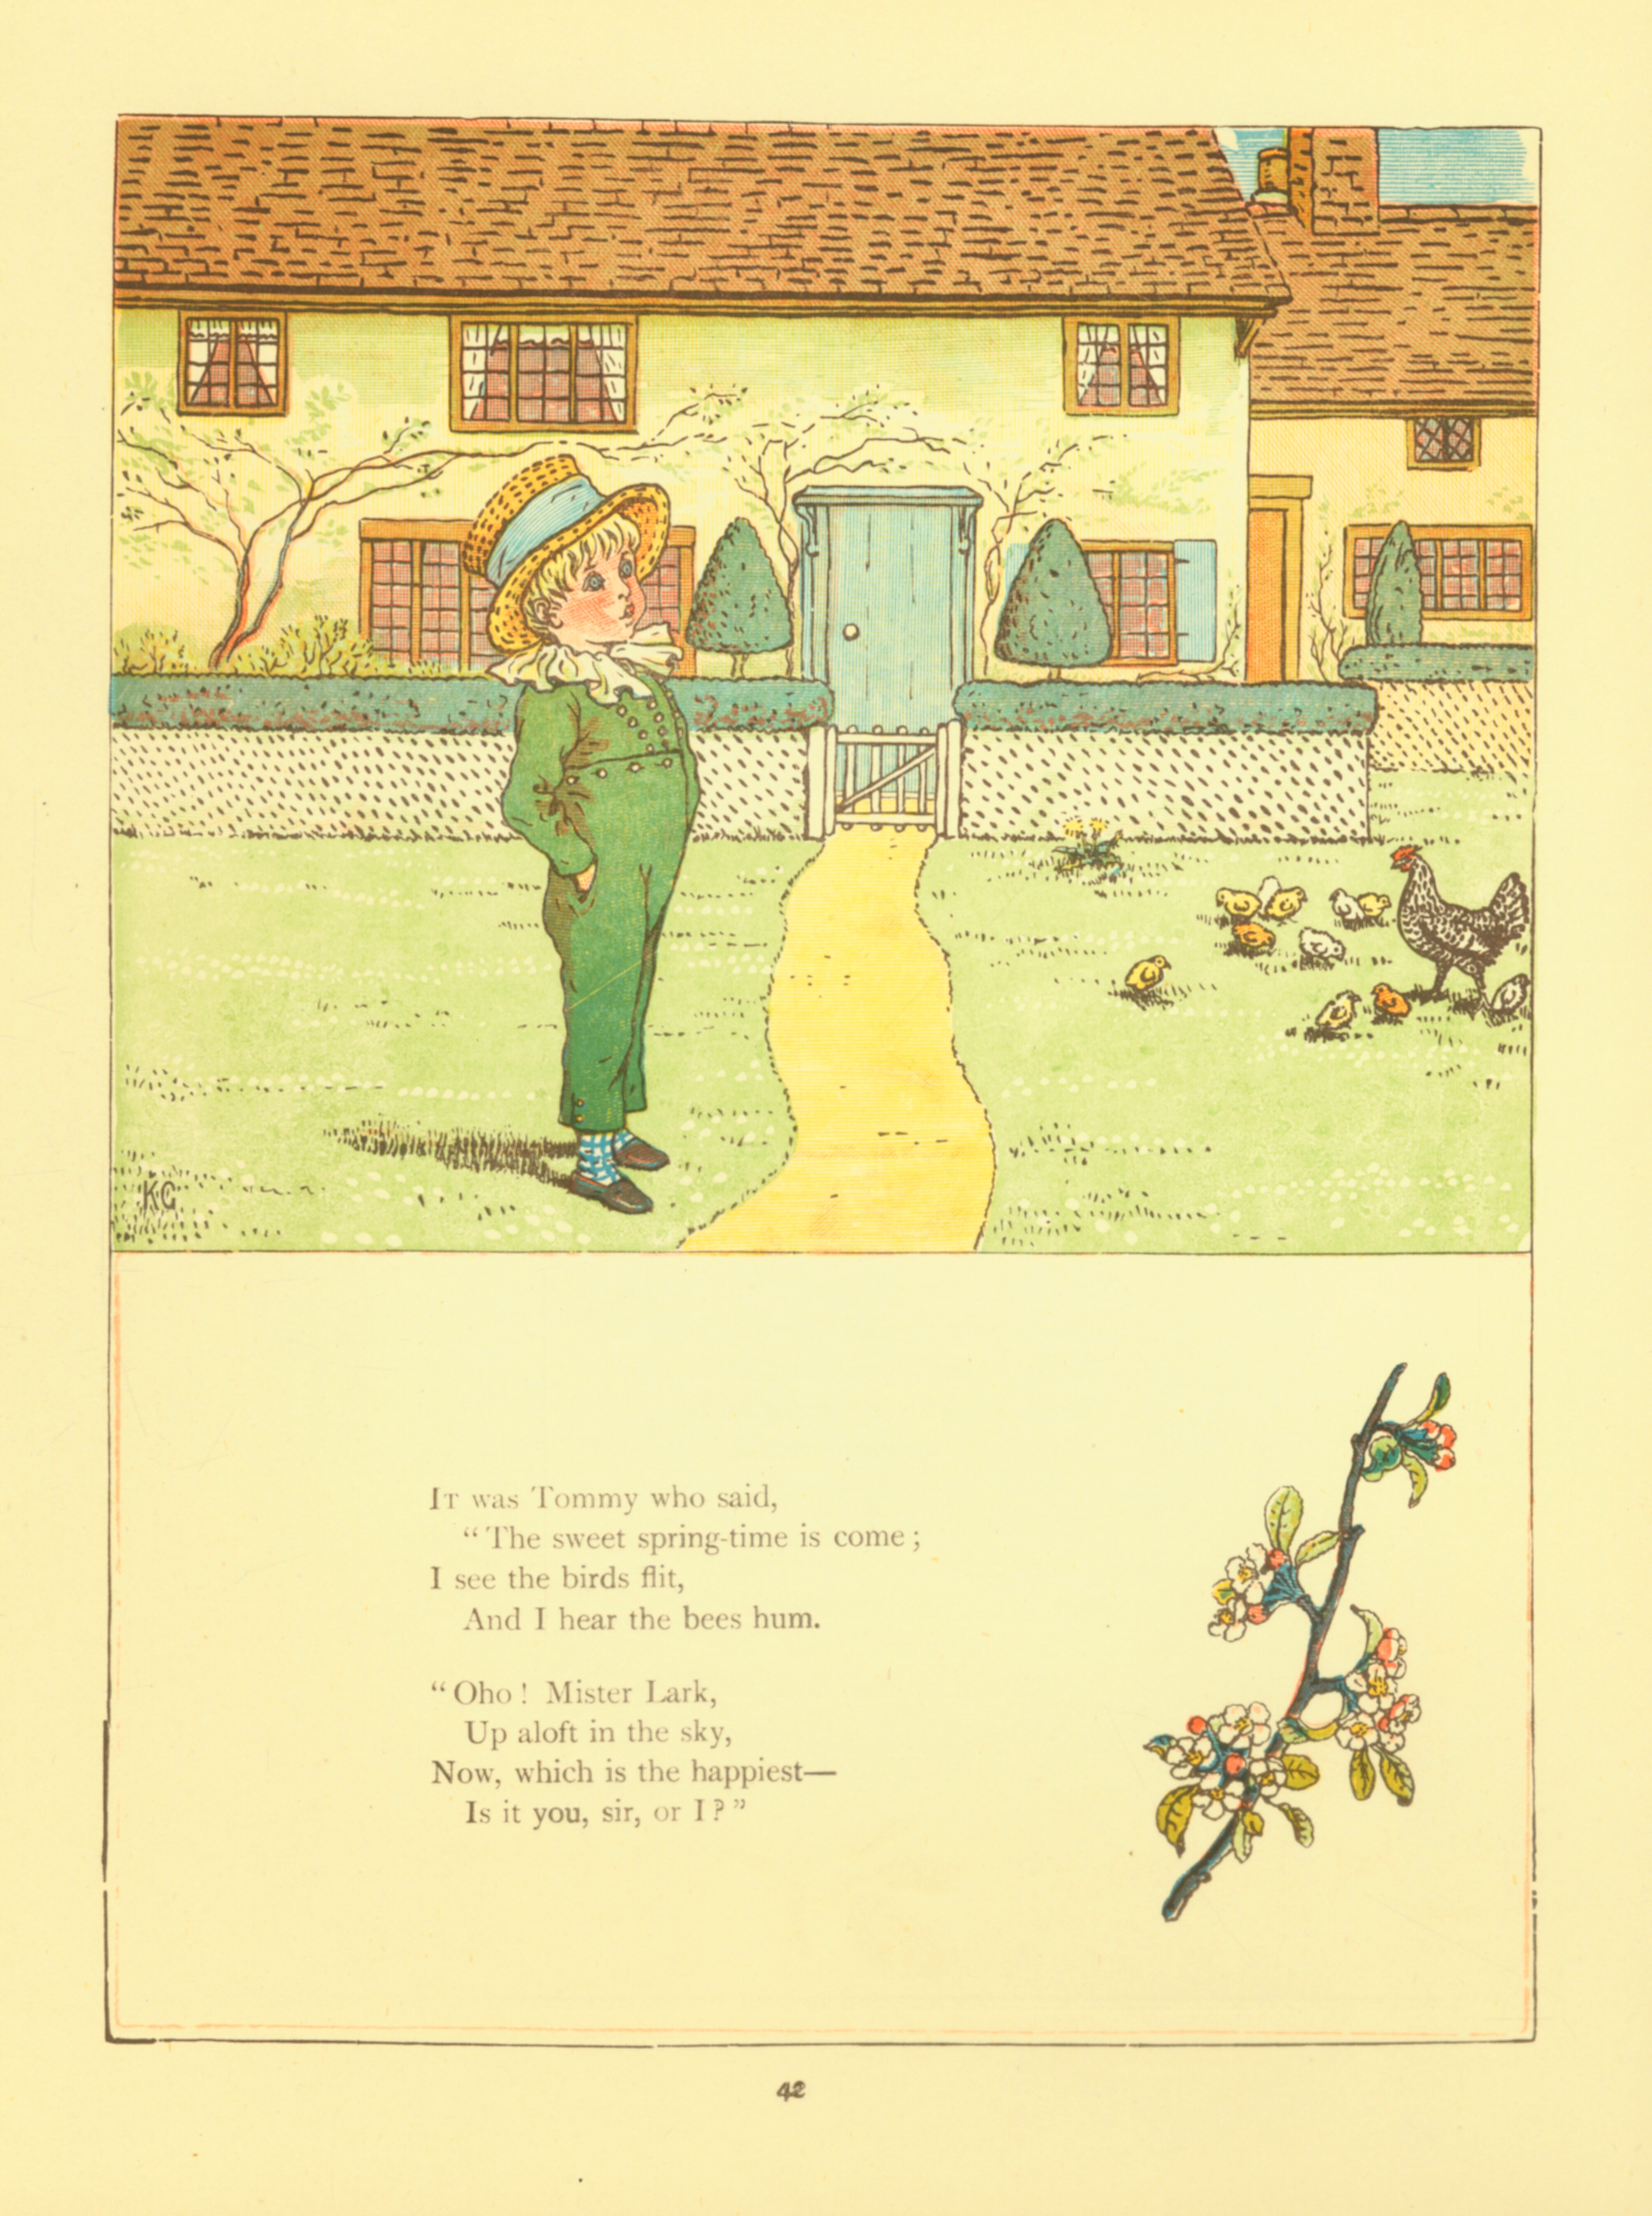 KG
IT was Tommy who said,
“The sweet spring-time is come;
I see the birds flit,
And I hear the bees hum.
“Oho! Mister Lark,
Up aloft in the sky,
Now, which is the happiest—
Is it you, sir, or I?”
42